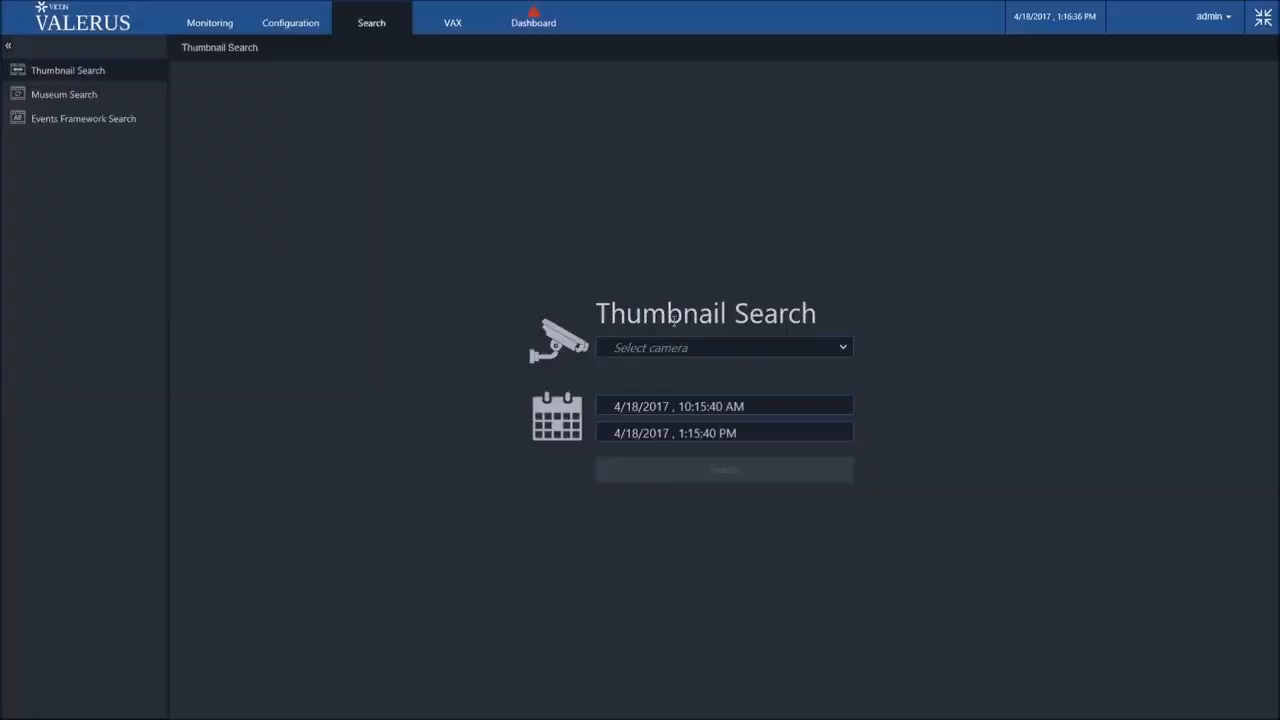 VICON
VALERUS
Monitoring
Configuration
Search
VAX
Dashboard
4/18/2017 , 1:16:36 PM
admin
Thumbnail Search
Thumbnail Search
Museum Search
Events Framework Search
Thumbnail Search
Select camera
4/18/2017 , 10:15:40 AM
4/18/2017 , 1:15:40 PM
Search